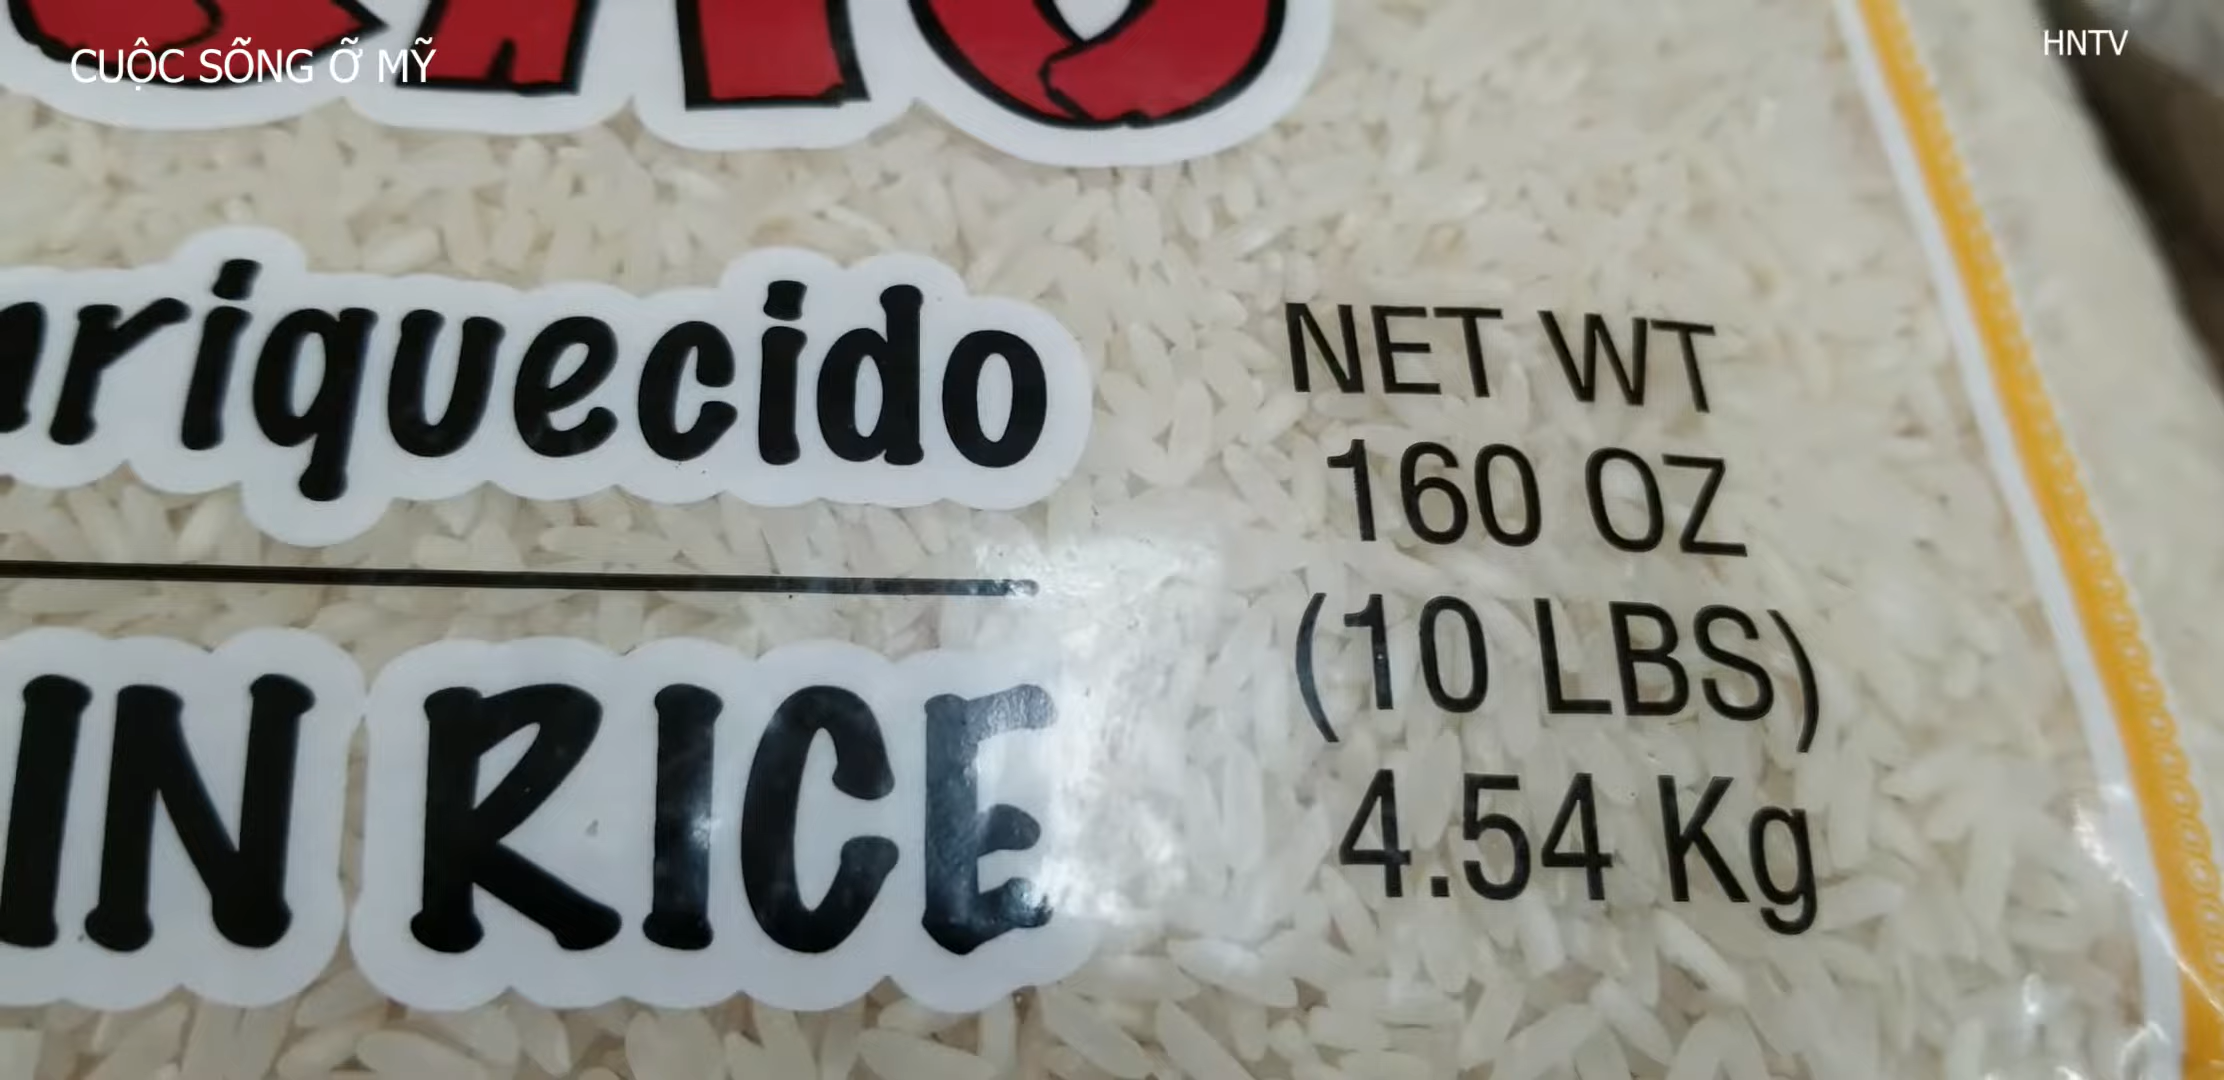 CUỘC SỐNG Ở MỸ
HNTV
nriquecido
NET WT
160 OZ
(10 LBS)
4.54 Kg
IN RICE